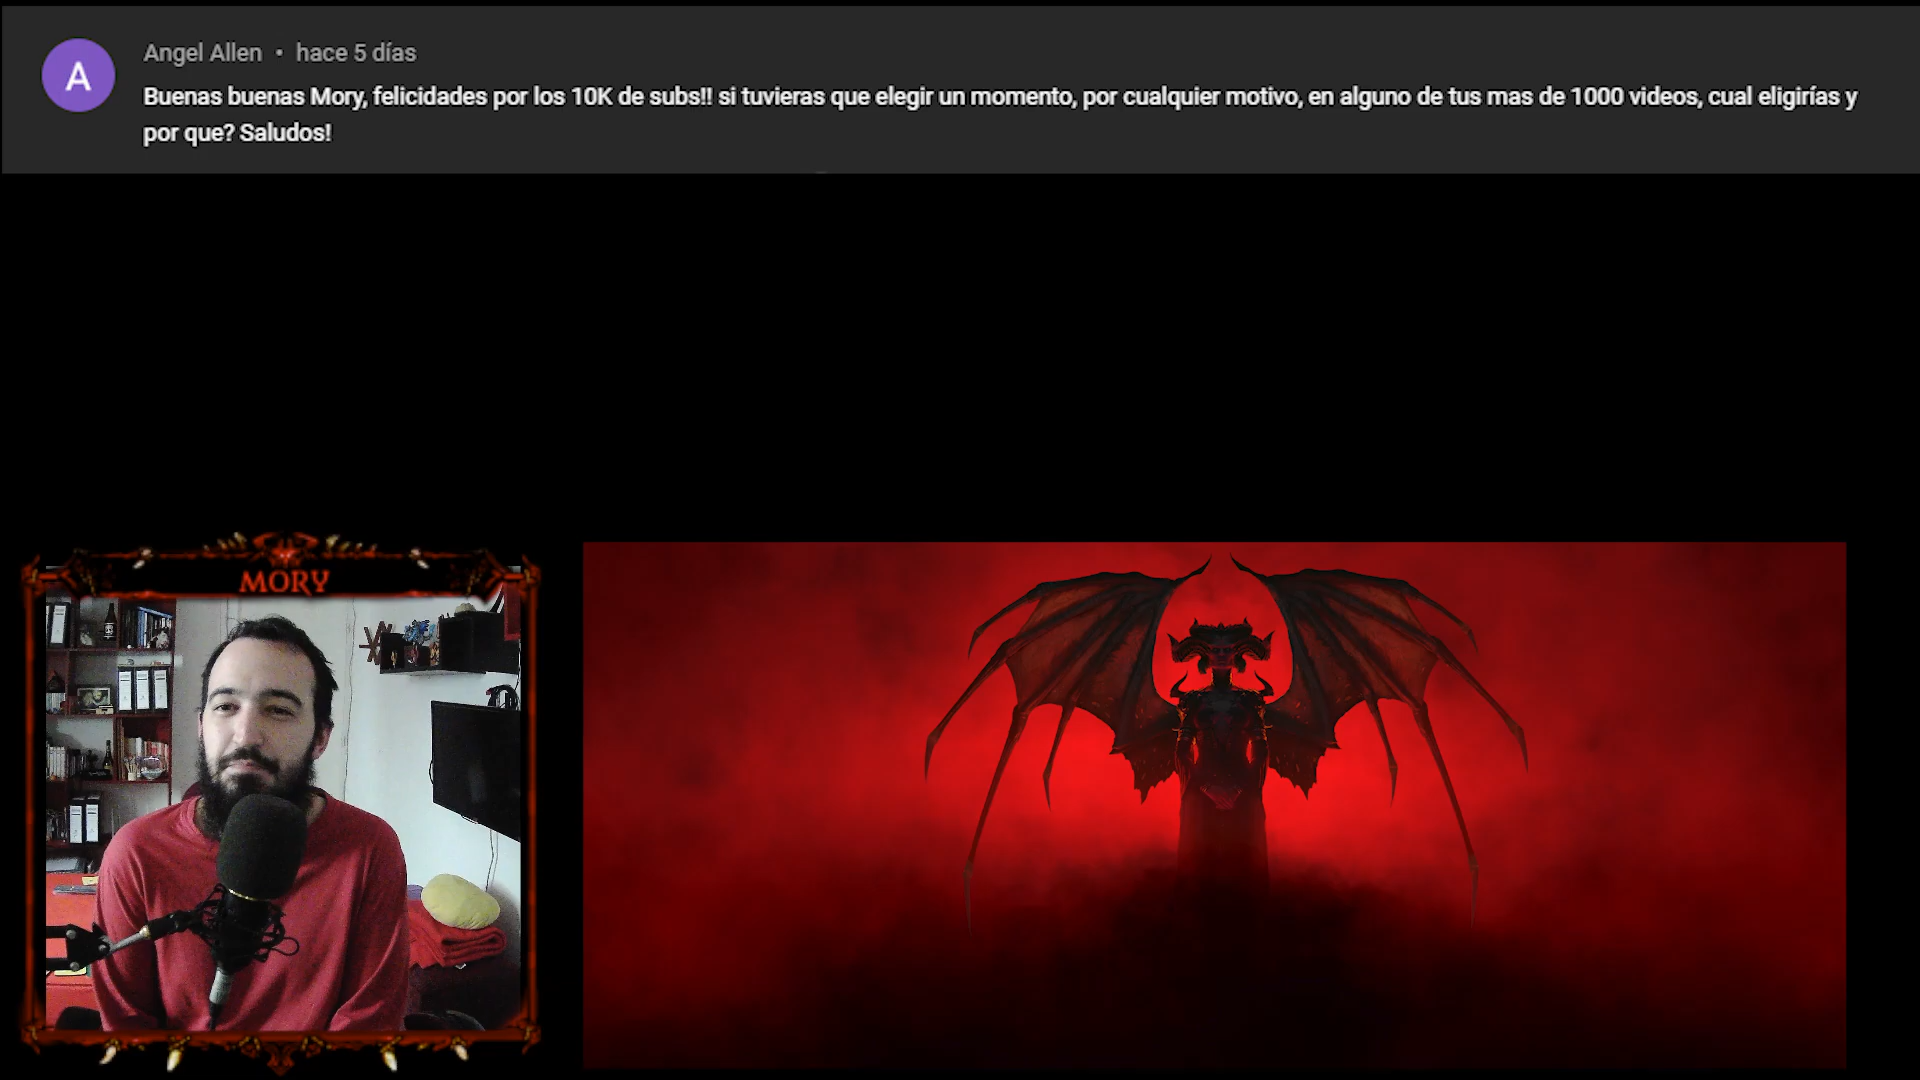 A
Angel Allen • hace 5 días
Buenas buenas Mory, felicidades por los 10K de subs!! si tuvieras que elegir un momento, por cualquier motivo, en alguno de tus mas de 1000 videos, cual eligirías y
por que? Saludos!
MORY